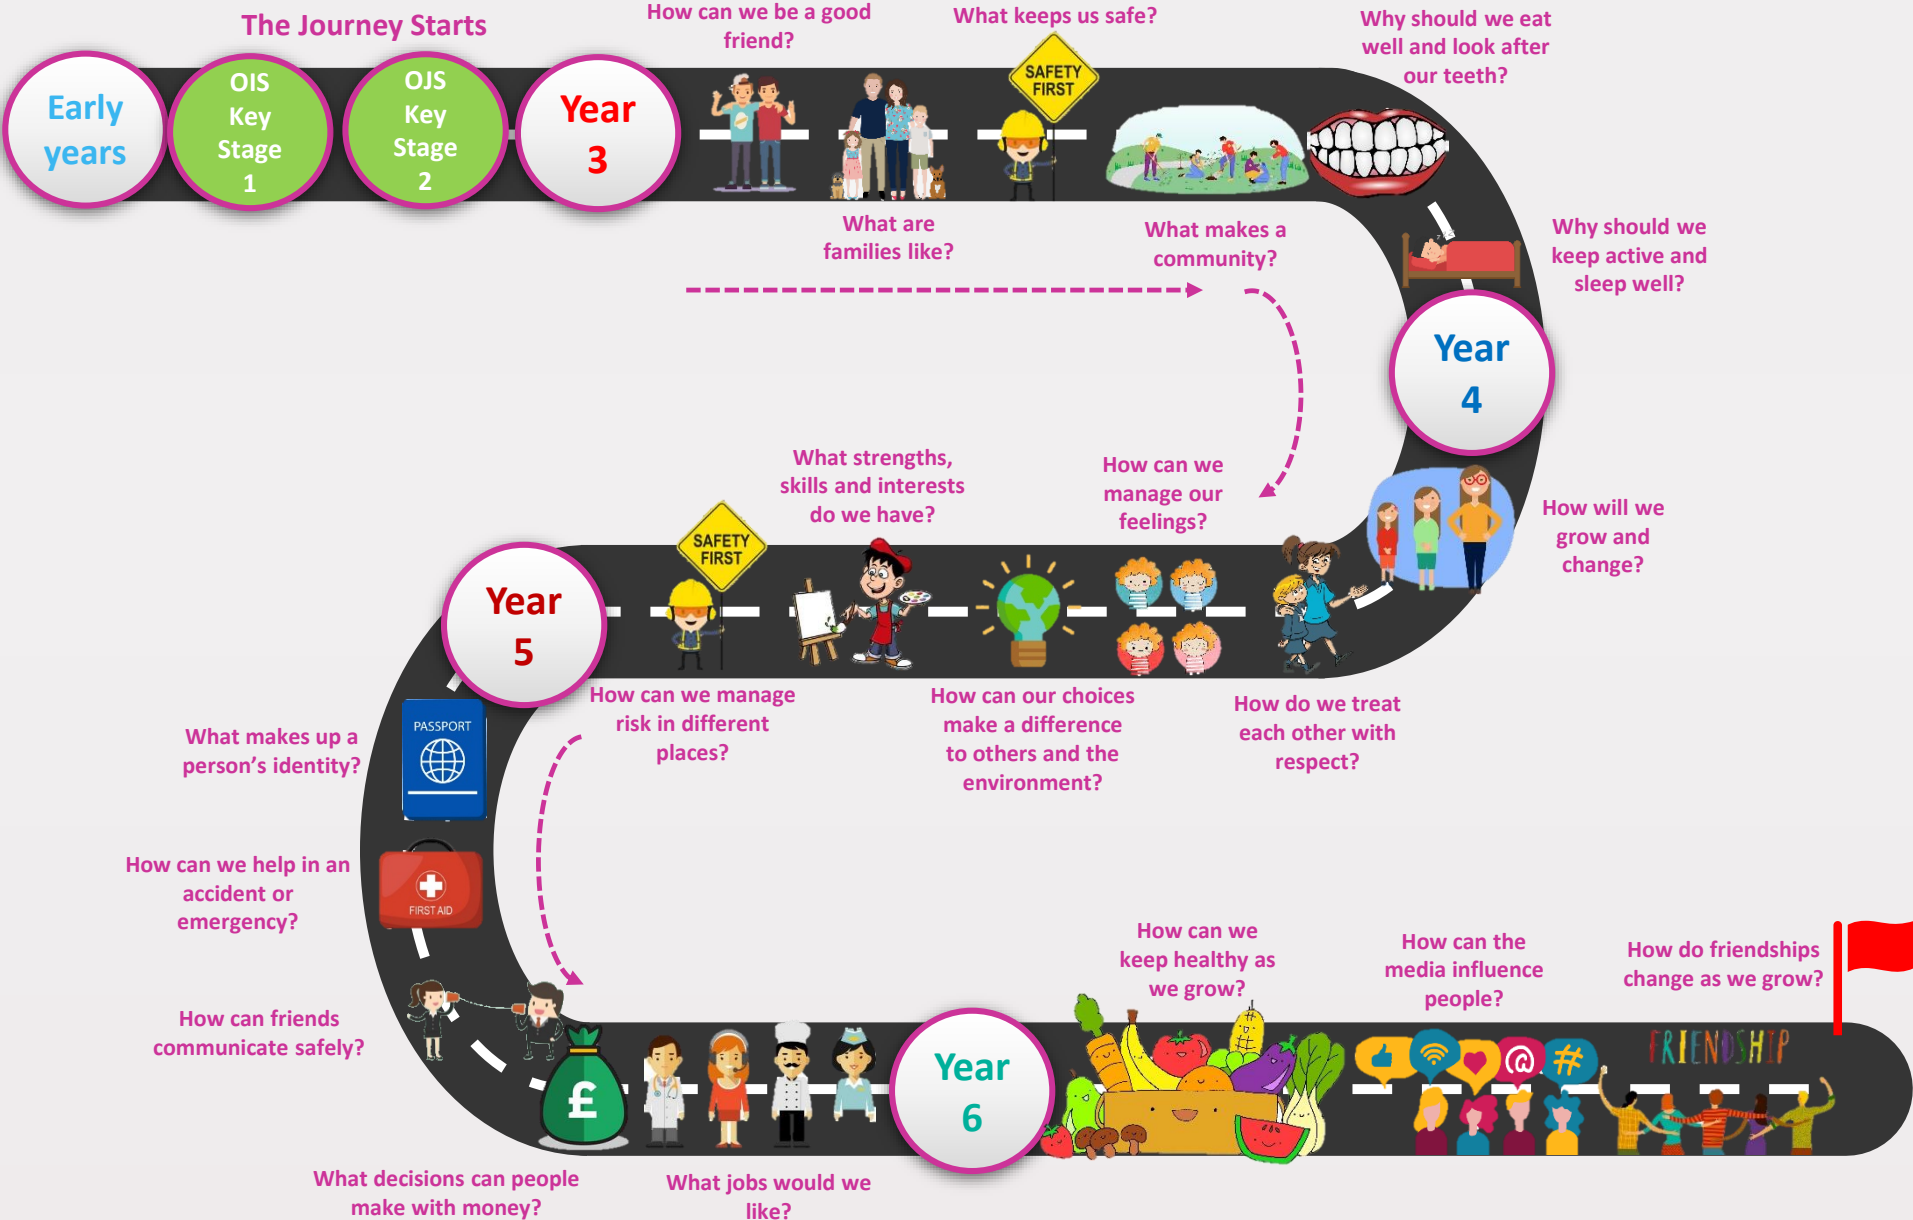 The Journey Starts
Early
years
OIS
Key
Stage
1
OJS
Key
Stage
2
Year
3
How can we be a good
friend?
What are
families like?
What keeps us safe?
SAFETY
FIRST
What makes a
community?
Why should we eat
well and look after
our teeth?
Why should we
keep active and
sleep well?
Year
4
How will we
grow and
change?
How do we treat
each other with
respect?
How can we
manage our
feelings?
How can our choices
make a difference
to others and the
environment?
What strengths,
skills and interests
do we have?
SAFETY
FIRST
How can we manage
risk in different
places?
Year
5
PASSPORT
What makes up a
person's identity?
How can we help in an
accident or
emergency?
FIRST AID
How can friends
communicate safely?
£
What decisions can people
make with money?
What jobs would we
like?
Year
6
How can we
keep healthy as
we grow?
How can the
media influence
people?
@
#
How do friendships
change as we grow?
FRIENDSHIP